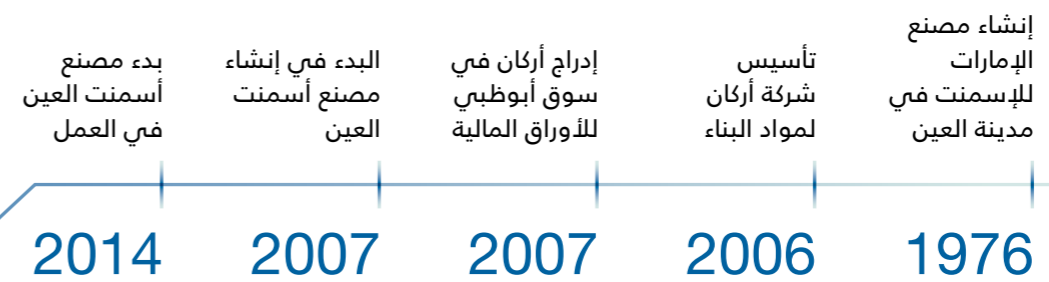 إنشاء مصنع
الإمارات
للإسمنت في
مدينة العين
1976
تأسيس
شركة أركان
لمواد البناء
2006
إدراج أركان في
سوق أبوظبي
للأوراق المالية
2007
البدء في إنشاء
مصنع أسمنت
العين
2007
بدء مصنع
أسمنت العين
في العمل
2014